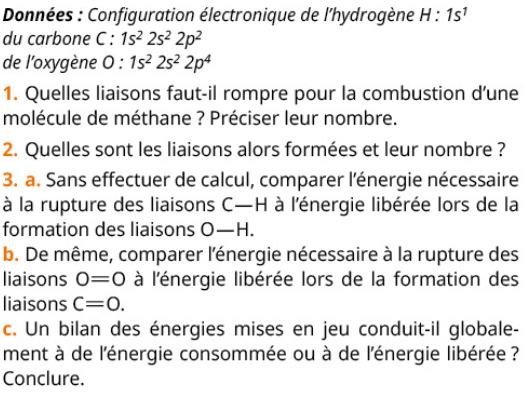 Données : Configuration électronique de l'hydrogène H : 1s¹
du carbone C : 1s² 2s² 2p²
de l'oxygène O : 1s² 2s² 2p⁴
1. Quelles liaisons faut-il rompre pour la combustion d'une
molécule de méthane ? Préciser leur nombre.
2. Quelles sont les liaisons alors formées et leur nombre ?
3. a. Sans effectuer de calcul, comparer l'énergie nécessaire
à la rupture des liaisons C—H à l'énergie libérée lors de la
formation des liaisons O—H.
b. De même, comparer l'énergie nécessaire à la rupture des
liaisons O=O à l'énergie libérée lors de la formation des
liaisons C=O.
c. Un bilan des énergies mises en jeu conduit-il globale-
ment à de l'énergie consommée ou à de l'énergie libérée ?
Conclure.